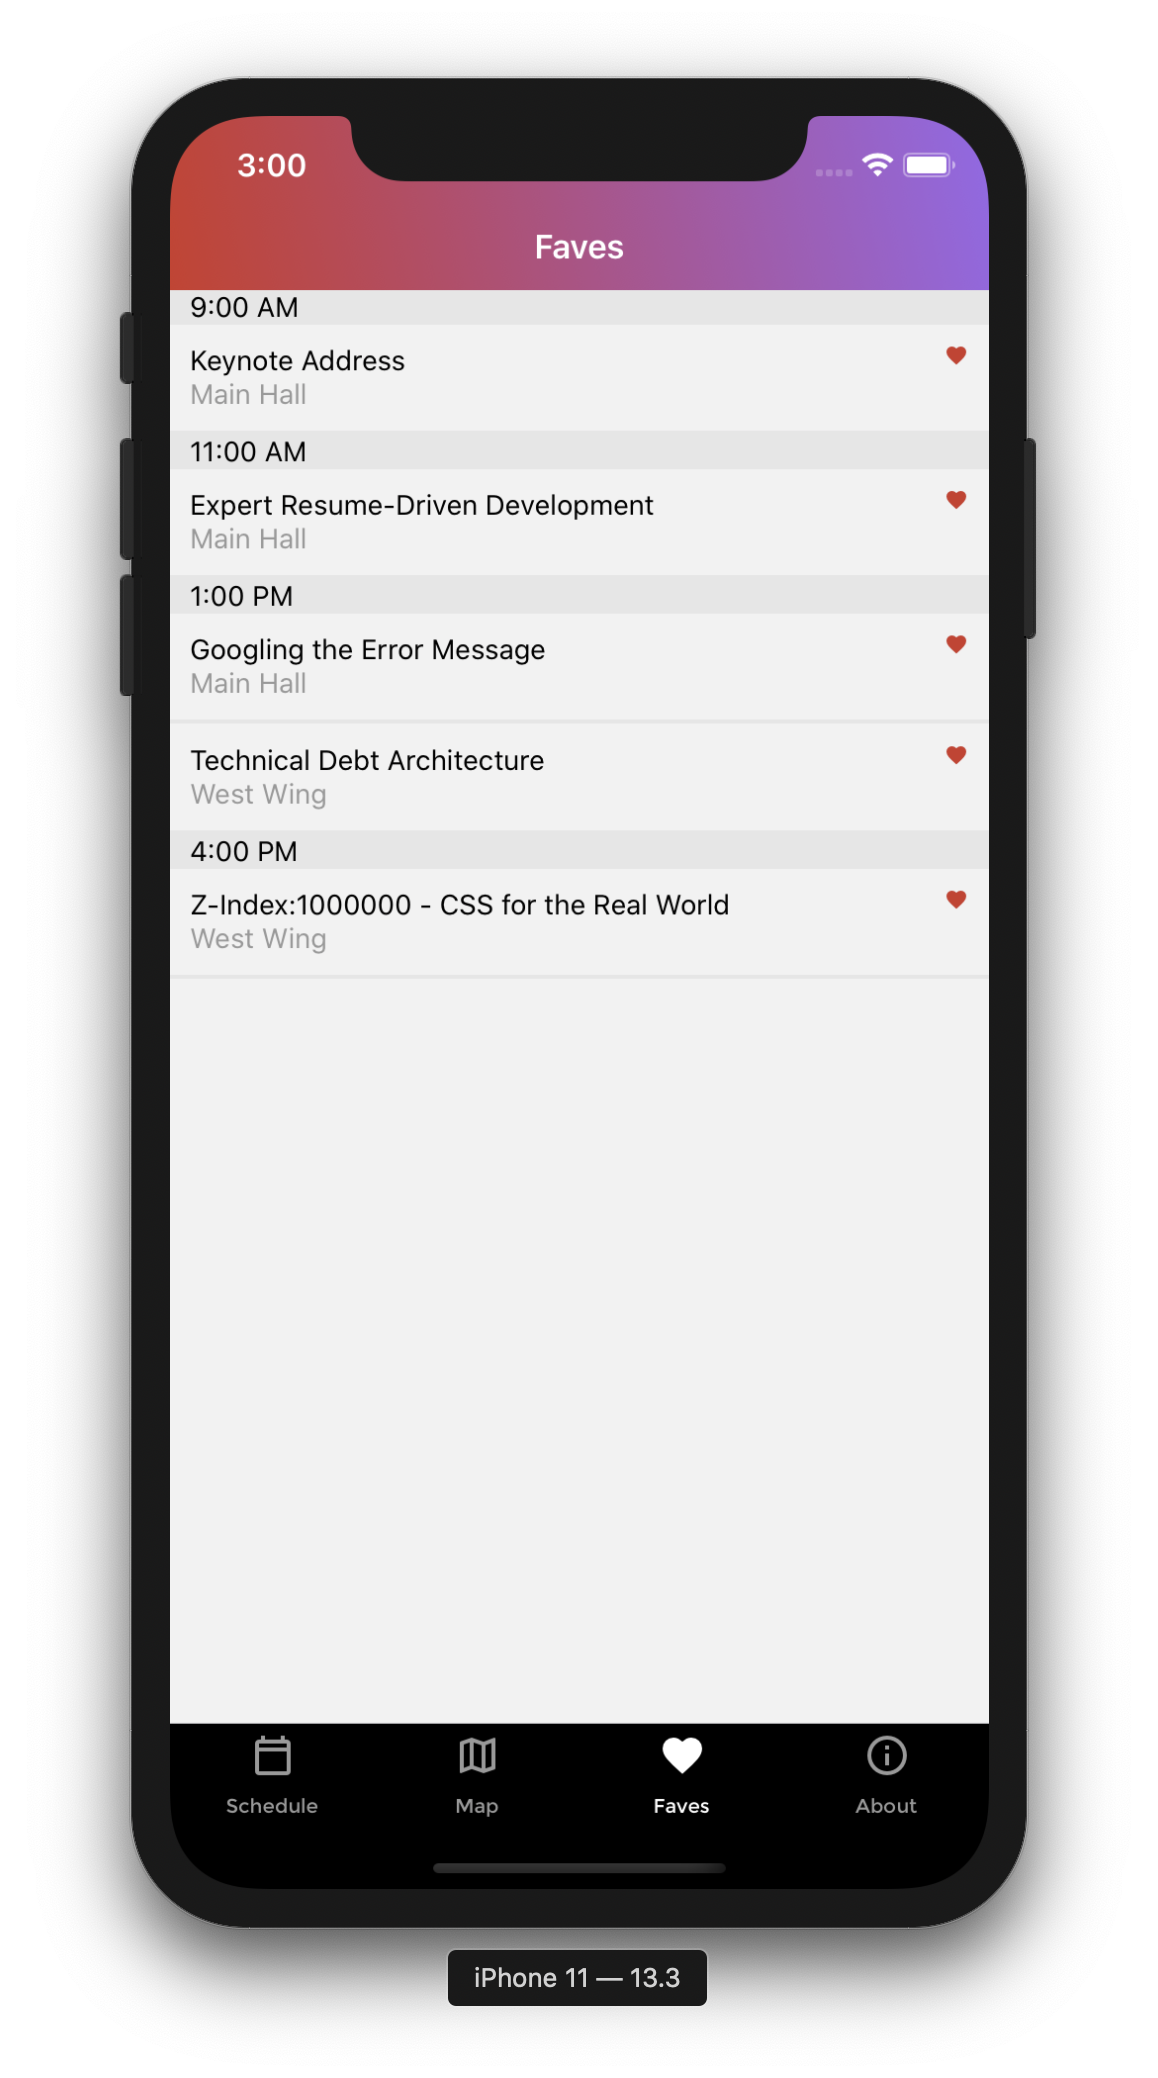 3:00
Faves
9:00 AM
Keynote Address
Main Hall
11:00 AM
Expert Resume-Driven Development
Main Hall
1:00 PM
Googling the Error Message
Main Hall
Technical Debt Architecture
West Wing
4:00 PM
Z-Index:1000000 - CSS for the Real World
West Wing
Schedule Map Faves About
iPhone 11 — 13.3